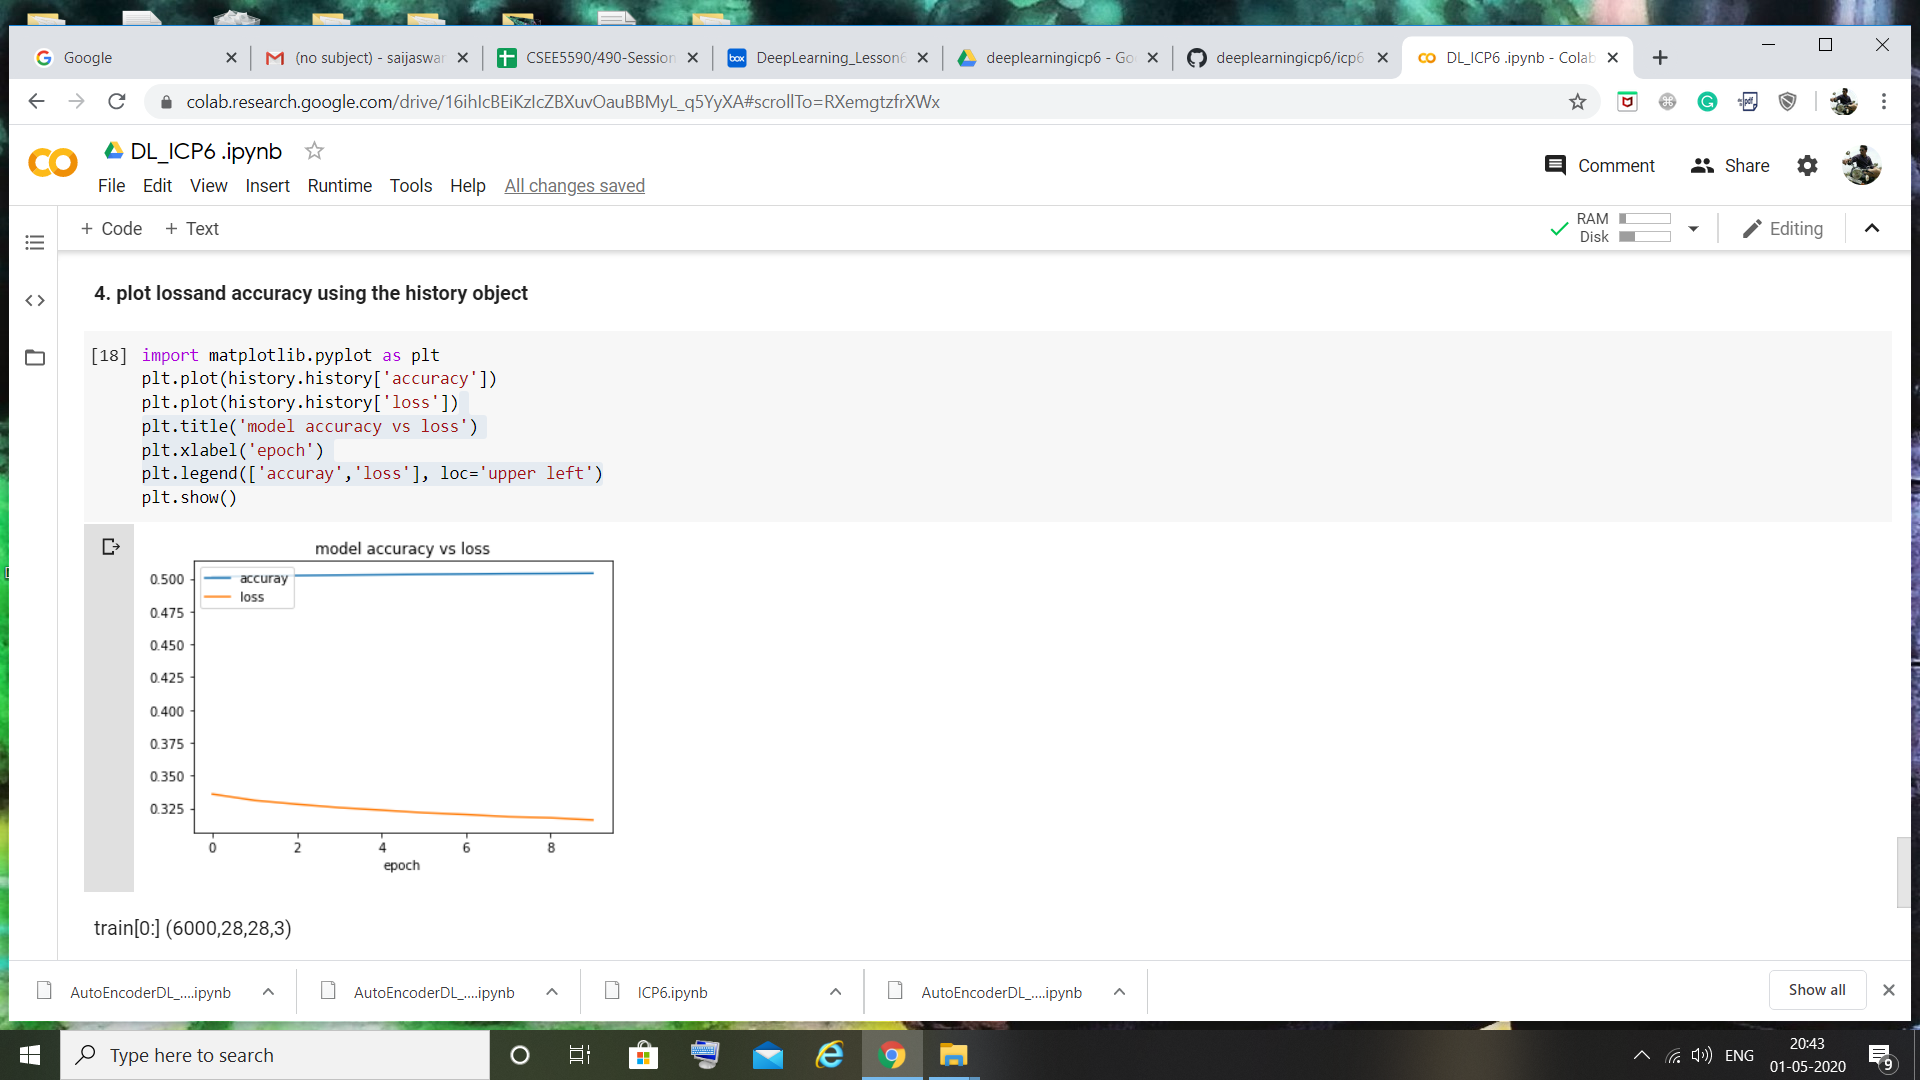 Google
(no subject) - saijaswar
CSEE5590/490-Session
box
DeepLearning_Lesson6
deeplearningicp6 - Go
deeplearningicp6/icp6
DL_ICP6 .ipynb - Colab
colab.research.google.com/drive/16ihIcBEiKzIcZBXuvOauBBMyL_q5YyXA#scrollTo=RXemgtzfrXWx
DL_ICP6 .ipynb
File Edit View Insert Runtime Tools Help All changes saved
Comment
Share
+ Code + Text
RAM
Disk
Editing
4. plot lossand accuracy using the history object
[18] import matplotlib.pyplot as plt
plt.plot(history.history['accuracy'])
plt.plot(history.history['loss'])
plt.title('model accuracy vs loss')
plt.xlabel('epoch')
plt.legend(['accuray','loss'], loc='upper left')
plt.show()
model accuracy vs loss
accuray
loss
0.500
0.475
0.450
0.425
0.400
0.375
0.350
0.325
0 2 4 6 8
epoch
train[0:] (6000,28,28,3)
AutoEncoderDL_....ipynb
AutoEncoderDL_....ipynb
ICP6.ipynb
AutoEncoderDL_....ipynb
Show all
Type here to search
ENG
20:43
01-05-2020
9